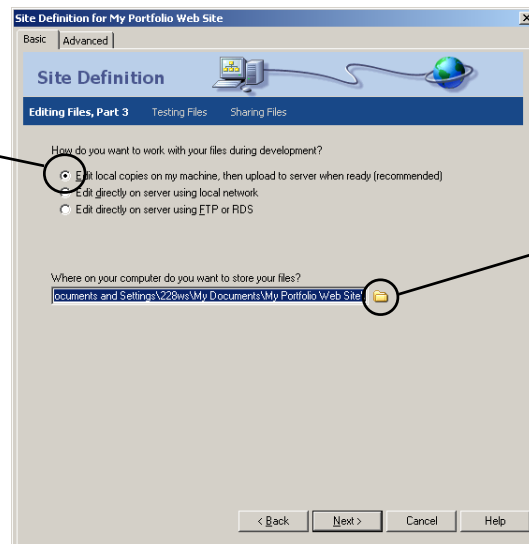 Site Definition for My Portfolio Web Site
Basic Advanced
Site Definition
Editing Files, Part 3 Testing Files Sharing Files
How do you want to work with your files during development?
Edit local copies on my machine, then upload to server when ready (recommended)
Edit directly on server using local network
Edit directly on server using FTP or RDS
Where on your computer do you want to store your files?
ocuments and Settings\228ws\My Documents\My Portfolio Web Site\
< Back Next > Cancel Help